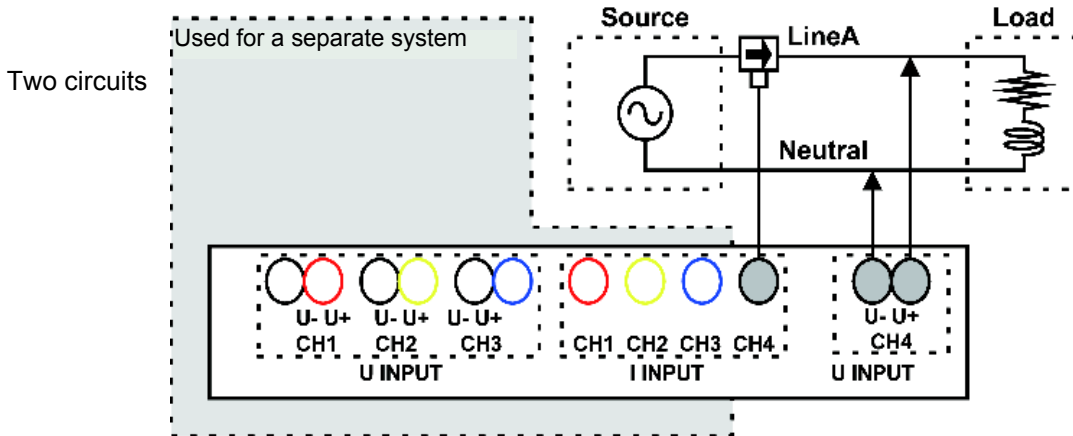 Source
Load
Used for a separate system
LineA
Two circuits
Neutral
U- U+
U- U+
U- U+
U- U+
CH1
CH2
CH3
CH1
CH2
CH3
CH4
CH4
U INPUT
I INPUT
U INPUT